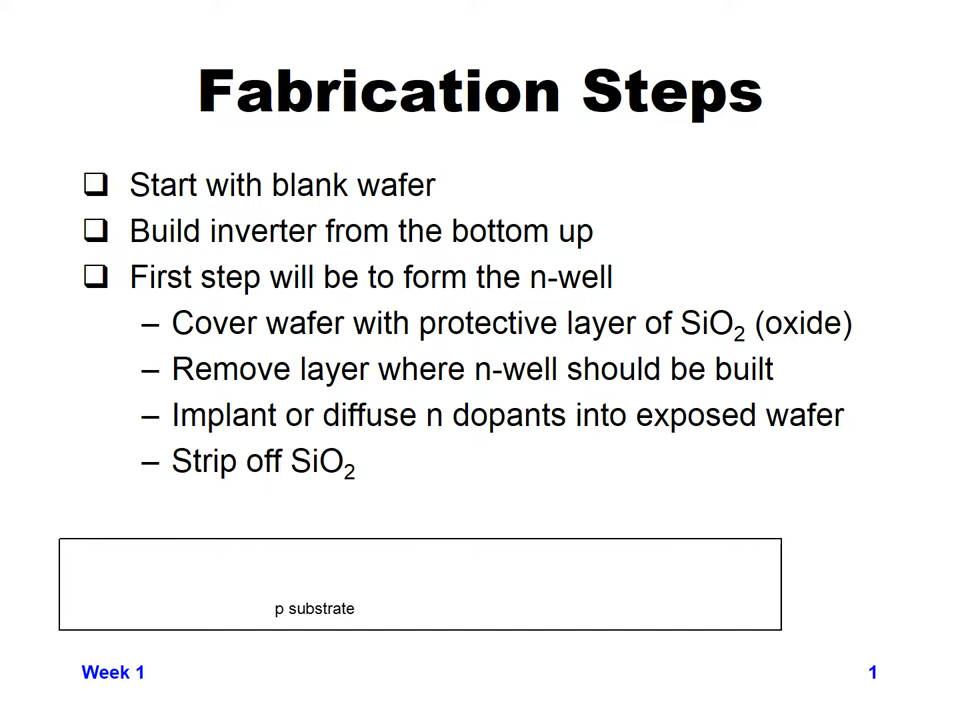 Fabrication Steps
❑ Start with blank wafer
❑ Build inverter from the bottom up
❑ First step will be to form the n-well
– Cover wafer with protective layer of SiO₂ (oxide)
– Remove layer where n-well should be built
– Implant or diffuse n dopants into exposed wafer
– Strip off SiO₂
p substrate
Week 1
1